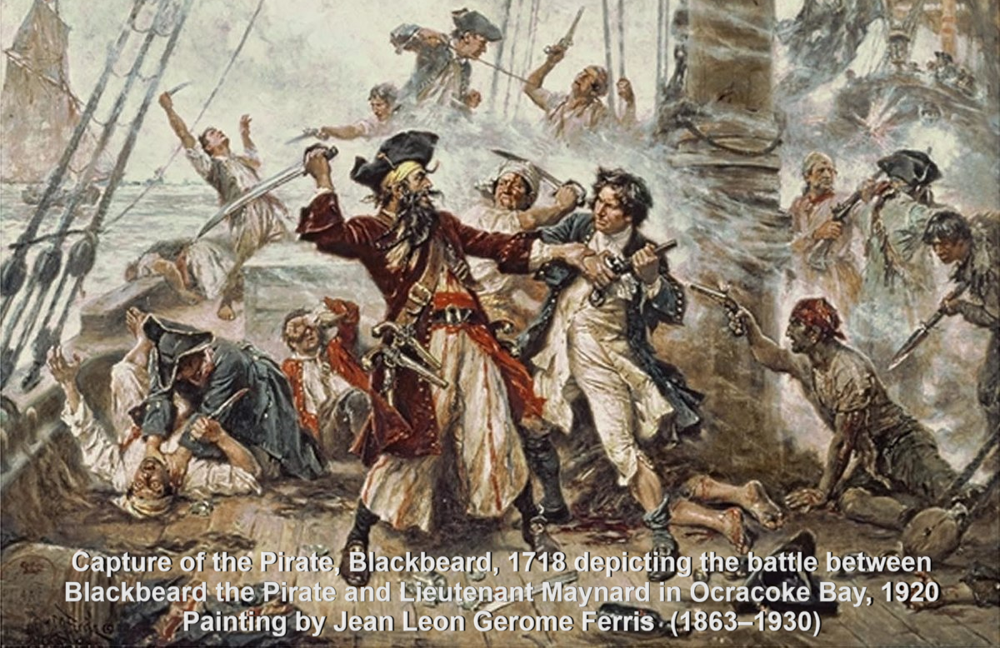 Capture of the Pirate, Blackbeard, 1718 depicting the battle between
Blackbeard the Pirate and Lieutenant Maynard in Ocracoke Bay, 1920
Painting by Jean Leon Gerome Ferris (1863–1930)